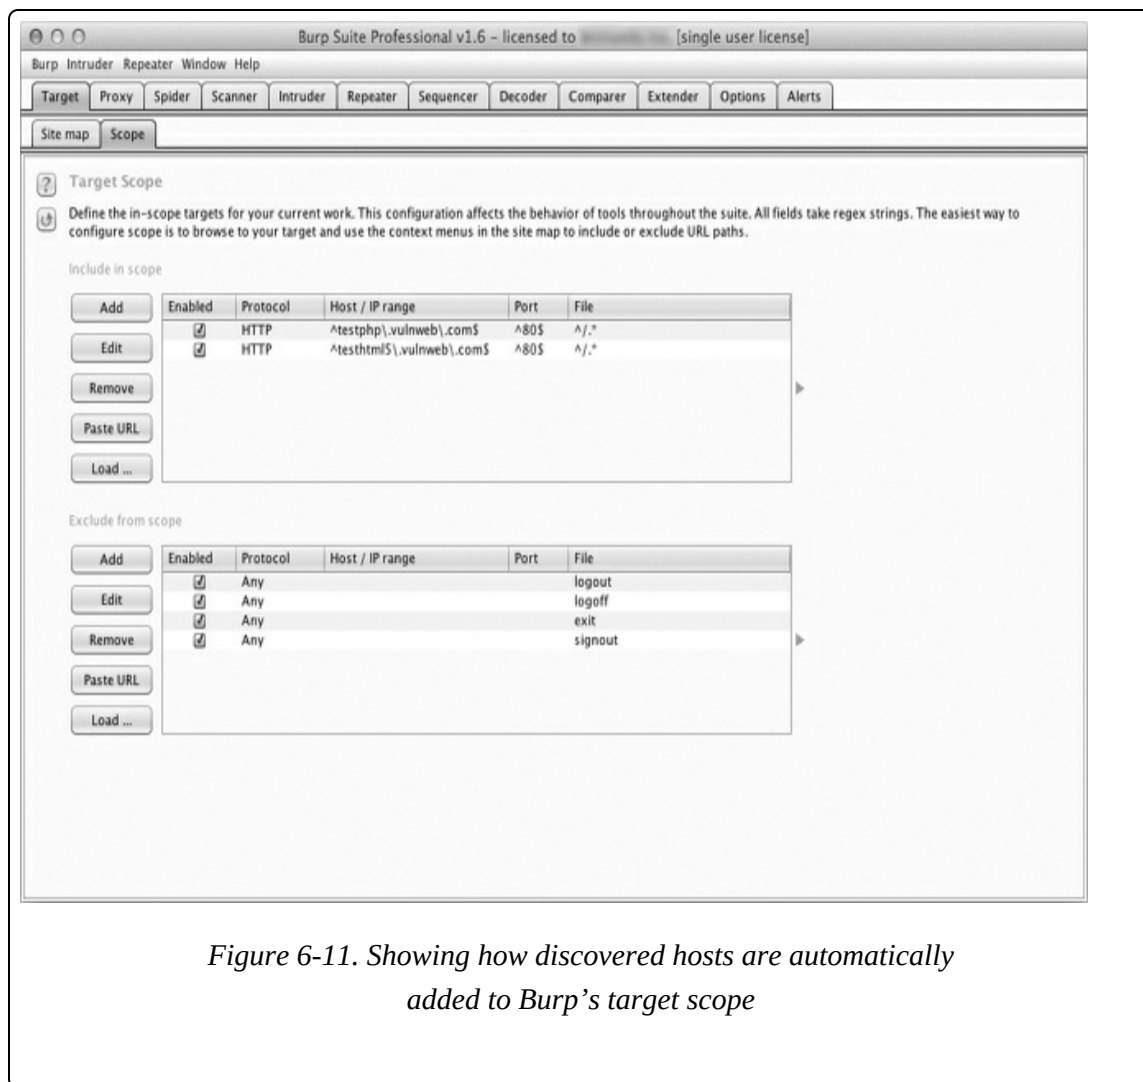 Burp Suite Professional v1.6 – licensed to [single user license]
Burp Intruder Repeater Window Help
Target Proxy Spider Scanner Intruder Repeater Sequencer Decoder Comparer Extender Options Alerts
Site map Scope
? Target Scope
Define the in-scope targets for your current work. This configuration affects the behavior of tools throughout the suite. All fields take regex strings. The easiest way to
configure scope is to browse to your target and use the context menus in the site map to include or exclude URL paths.
Include in scope
Add Enabled Protocol Host / IP range Port File
HTTP ^testphp\.vulnweb\.com$ ^80$ ^/.*
Edit HTTP ^testhtml5\.vulnweb\.com$ ^80$ ^/.*
Remove
Paste URL
Load ...
Exclude from scope
Add Enabled Protocol Host / IP range Port File
Any logout
Edit Any logoff
Any exit
Remove Any signout
Paste URL
Load ...
Figure 6-11. Showing how discovered hosts are automatically
added to Burp’s target scope